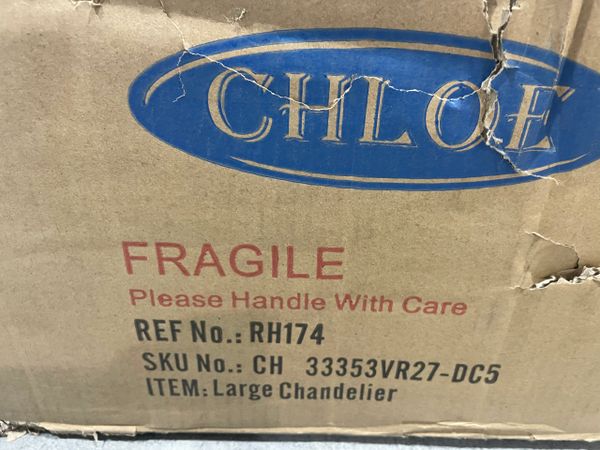 CHLOE
FRAGILE
Please Handle With Care
REF No.: RH174
SKU No.: CH 33353VR27-DC5
ITEM: Large Chandelier